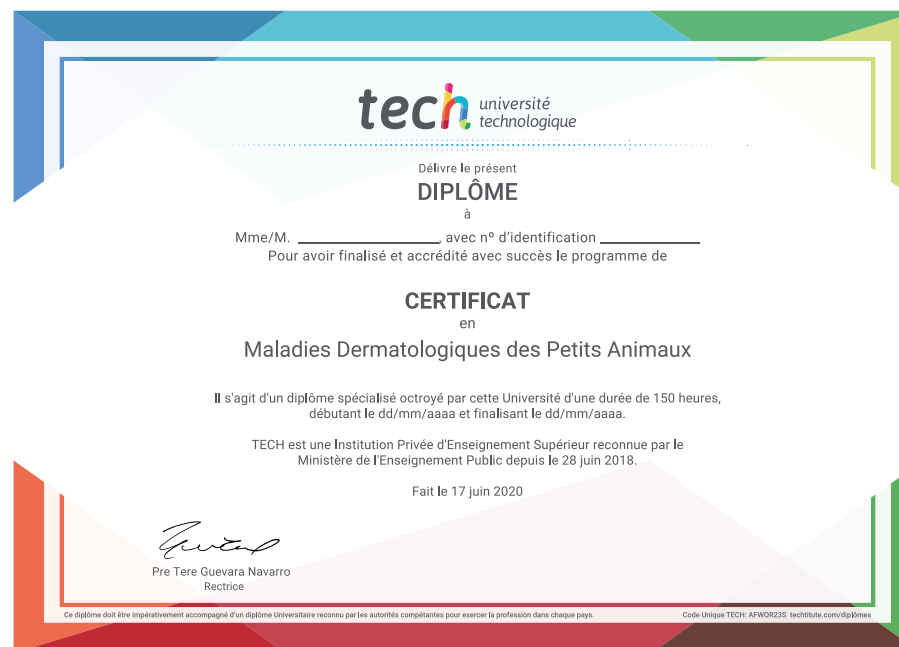 tech université
technologique
Délivre le présent
DIPLÔME
à
Mme/M. ____________________, avec nº d'identification ______________
Pour avoir finalisé et accrédité avec succès le programme de
CERTIFICAT
en
Maladies Dermatologiques des Petits Animaux
Il s'agit d'un diplôme spécialisé octroyé par cette Université d'une durée de 150 heures,
débutant le dd/mm/aaaa et finalisant le dd/mm/aaaa.
TECH est une Institution Privée d'Enseignement Supérieur reconnue par le
Ministère de l'Enseignement Public depuis le 28 juin 2018.
Fait le 17 juin 2020
Pre Tere Guevara Navarro
Rectrice
Ce diplôme doit être impérativement accompagné d'un diplôme Universitaire reconnu par les autorités compétantes pour exercer la profession dans chaque pays.
Code Unique TECH: AFWOR23S techtitute.com/diplômes